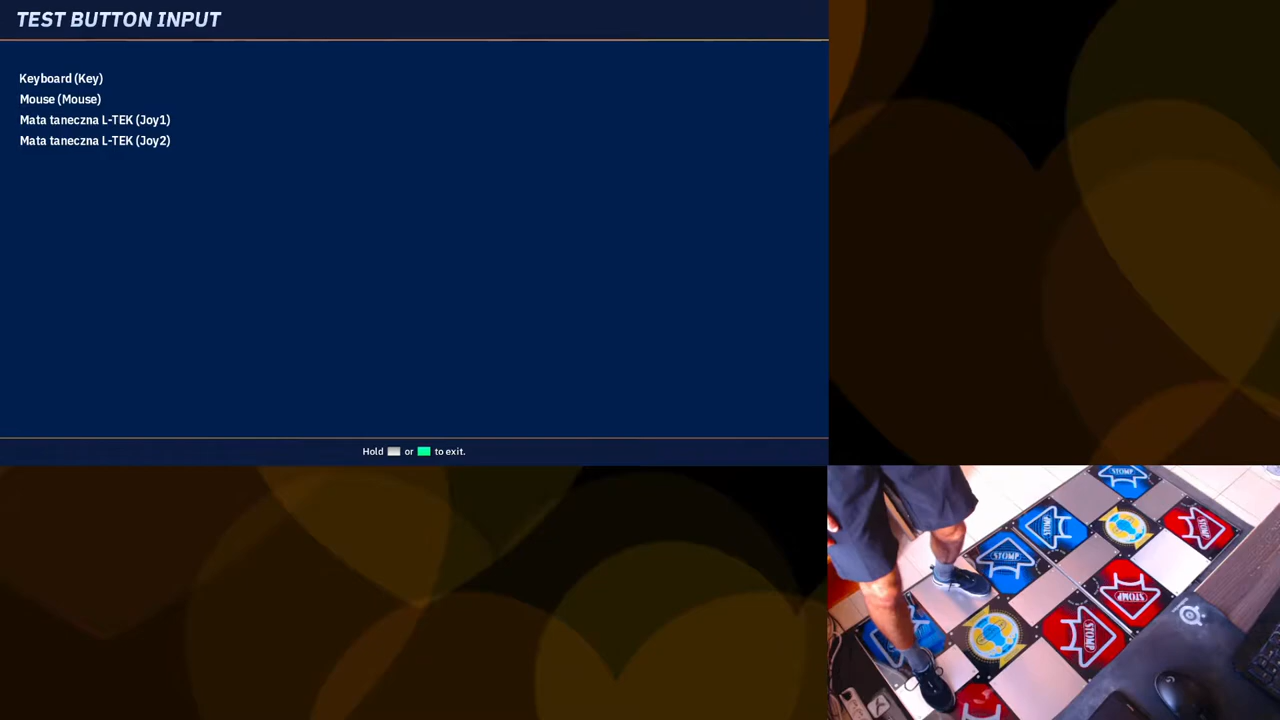 TEST BUTTON INPUT
Keyboard (Key)
Mouse (Mouse)
Mata taneczna L-TEK (Joy1)
Mata taneczna L-TEK (Joy2)
Hold or to exit.
STOMP
STOMP
STOMP
STOMP
STOMP